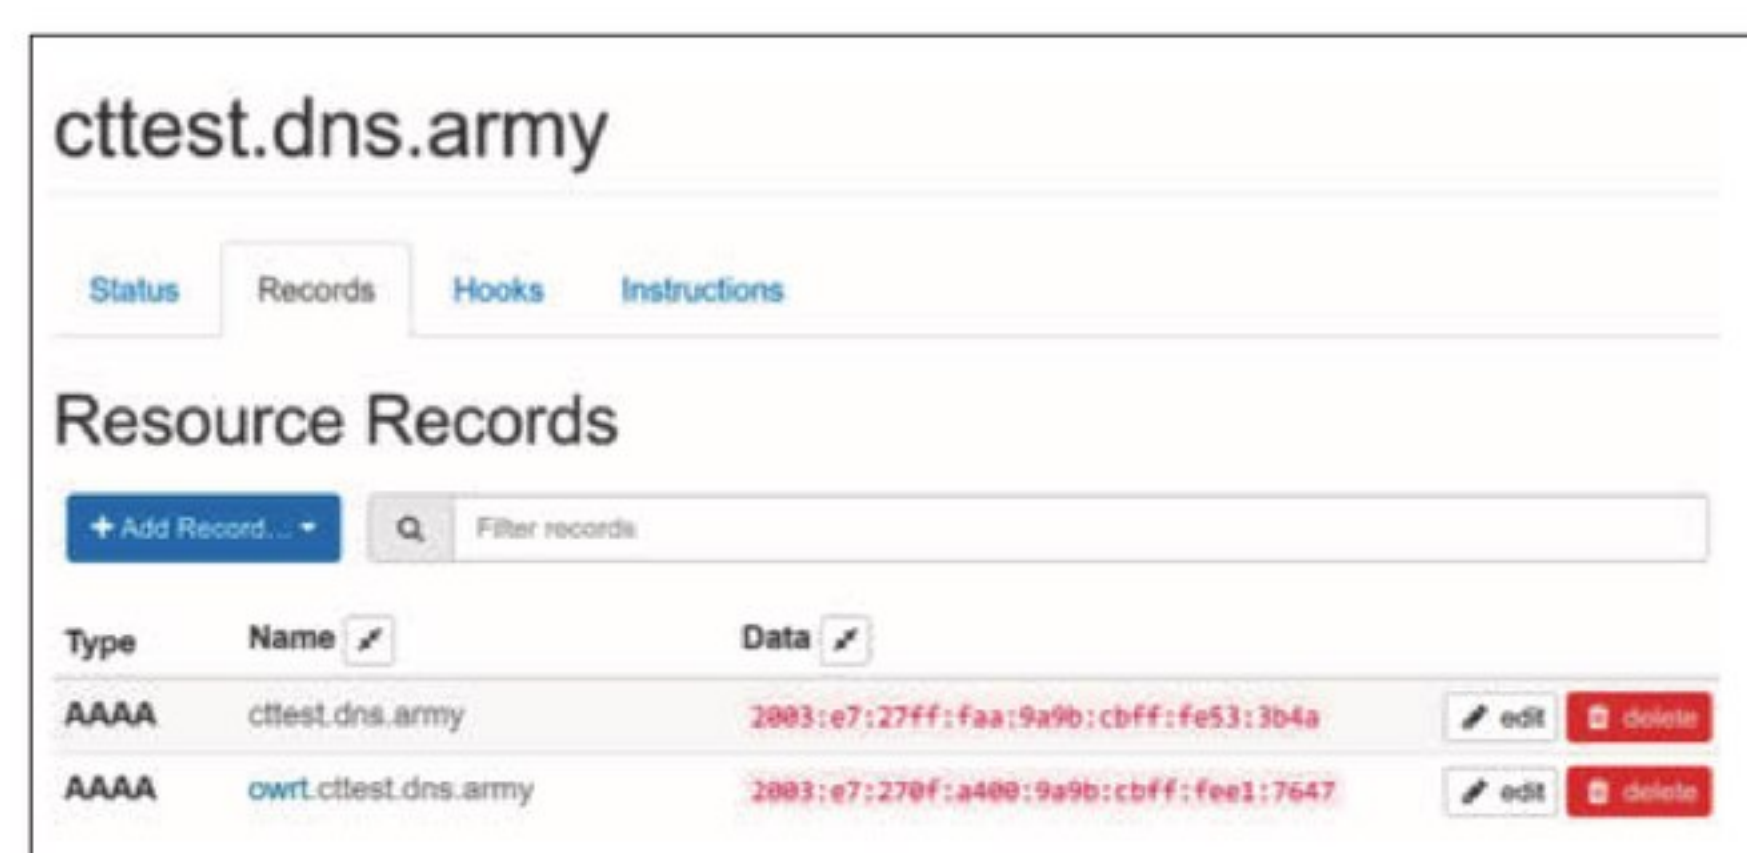 cttest.dns.army
Status Records Hooks Instructions
Resource Records
+ Add Record... Filter records
Type Name Data
AAAA cttest.dns.army 2003:e7:27ff:faa:9a9b:cbff:fe53:3b4a edit delete
AAAA owrt.cttest.dns.army 2003:e7:270f:a400:9a9b:cbff:fee1:7647 edit delete